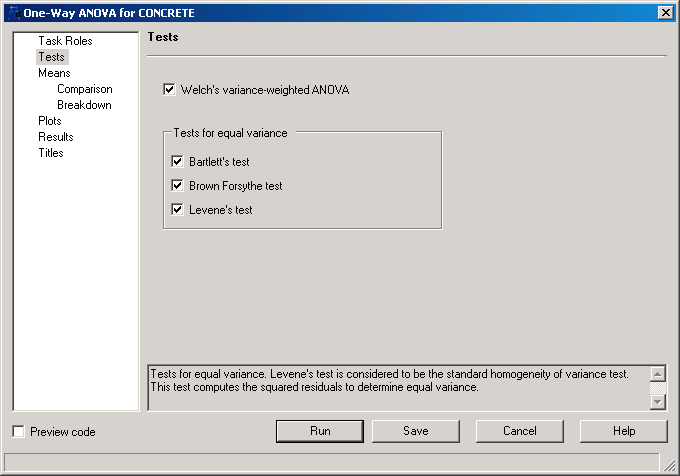 One-Way ANOVA for CONCRETE
Task Roles
Tests
Means
Comparison
Breakdown
Plots
Results
Titles
Tests
Welch's variance-weighted ANOVA
Tests for equal variance
Bartlett's test
Brown Forsythe test
Levene's test
Tests for equal variance. Levene's test is considered to be the standard homogeneity of variance test.
This test computes the squared residuals to determine equal variance.
Preview code
Run
Save
Cancel
Help